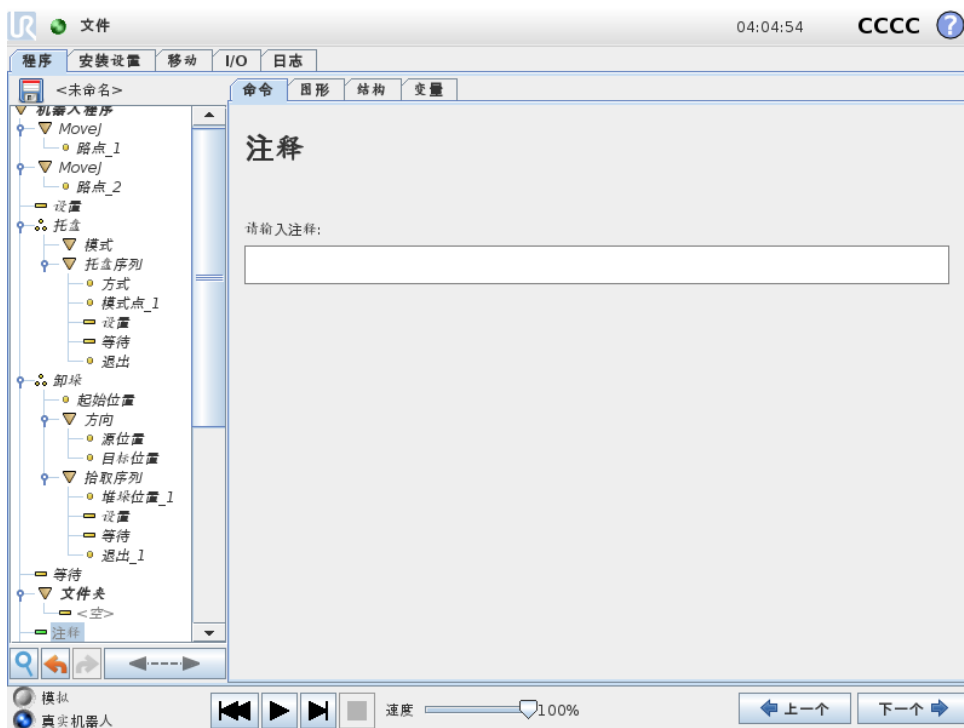 UR 文件 04:04:54 CCCC ?
程序 安装设置 移动 I/O 日志
<未命名> 命令 图形 结构 变量
机器人程序
MoveJ
路点_1
MoveJ
路点_2
设置
托盘
模式
托盘序列
方式
模式点_1
设置
等待
退出
卸垛
起始位置
方向
源位置
目标位置
拾取序列
堆垛位置_1
设置
等待
退出_1
等待
文件夹
<空>
注释
注释
请输入注释:
模拟
真实机器人
速度 100% 上一个 下一个